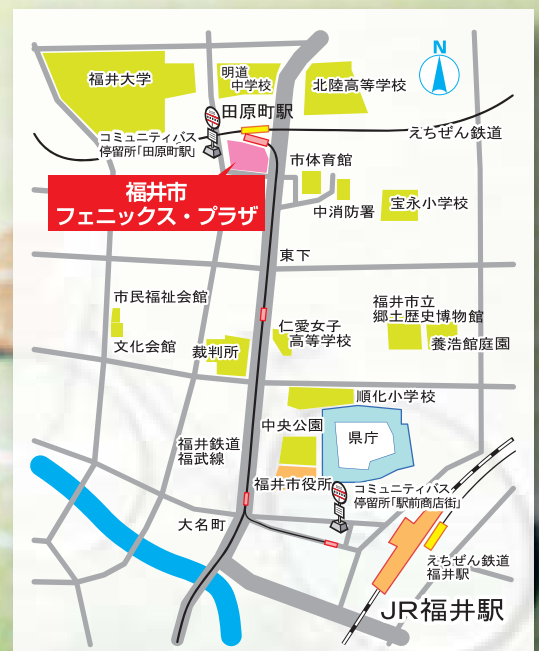 N
福井大学
明道
中学校
北陸高等学校
田原町駅
コミュニティバス
停留所「田原町駅」
えちぜん鉄道
市体育館
福井市
フェニックス・プラザ
中消防署
宝永小学校
東下
市民福祉会館
文化会館
裁判所
仁愛女子
高等学校
福井市立
郷土歴史博物館
養浩館庭園
順化小学校
中央公園
県庁
福井鉄道
福武線
福井市役所
コミュニティバス
停留所「駅前商店街」
大名町
えちぜん鉄道
福井駅
JR福井駅